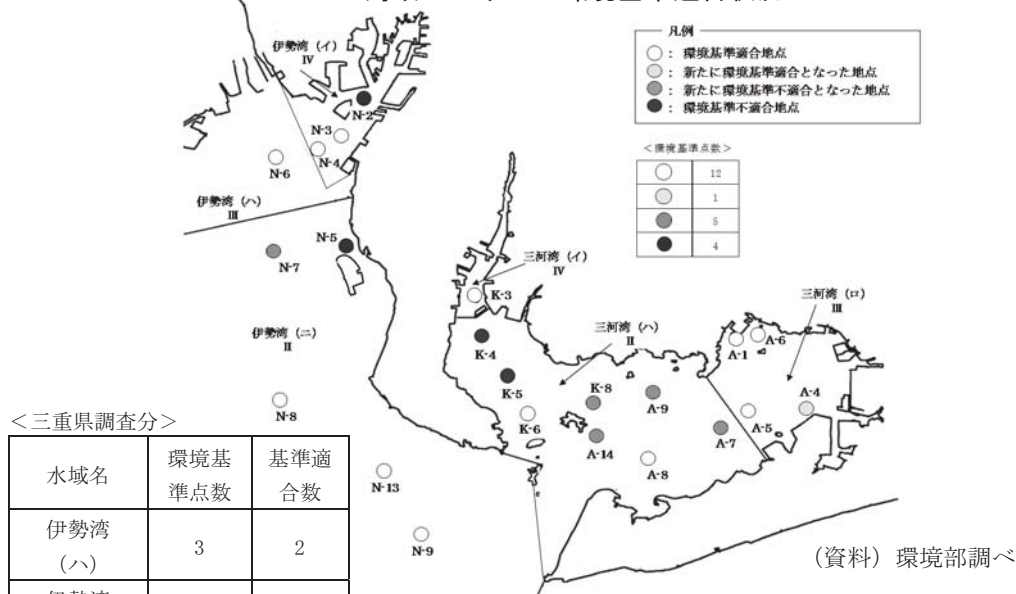 凡例
○ : 環境基準適合地点
: 新たに環境基準適合となった地点
: 新たに環境基準不適合となった地点
● : 環境基準不適合地点
<環境基準点数>
○ 12
1
5
● 4
伊勢湾（イ）
IV
N-2
N-3
N-4
N-6
伊勢湾（ハ）
III
N-5
N-7
三河湾（イ）
IV
K-3
三河湾（ロ）
III
伊勢湾（ニ）
II
三河湾（ハ）
II
A-6
A-1
K-4
K-5
K-8
A-9
A-4
N-8
K-6
A-5
A-7
A-14
A-8
N-13
N-9
＜三重県調査分＞
水域名 環境基準点数 基準適合数
伊勢湾（ハ） 3 2
（資料）環境部調べ